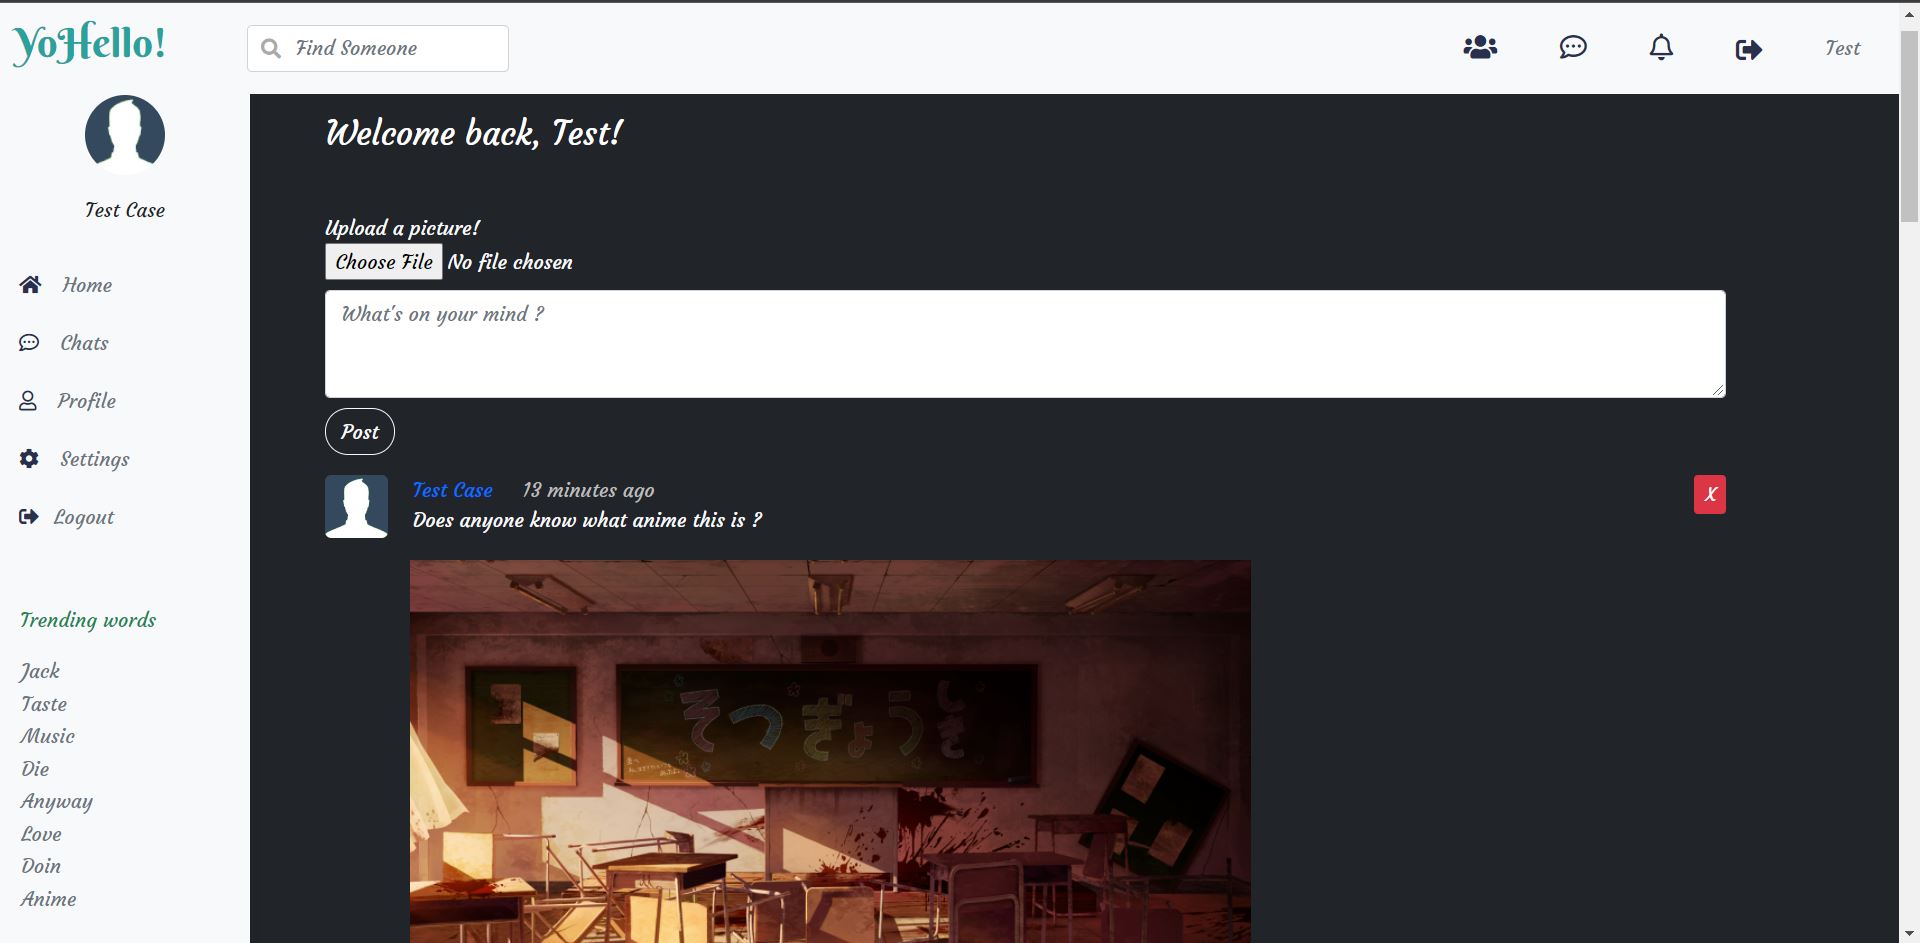 YoHello!
Find Someone
Test
Test Case
Home
Chats
Profile
Settings
Logout
Trending words
Jack
Taste
Music
Die
Anyway
Love
Doin
Anime
Welcome back, Test!
Upload a picture!
Choose File No file chosen
What's on your mind ?
Post
Test Case 13 minutes ago
X
Does anyone know what anime this is ?
そつぎょうしき